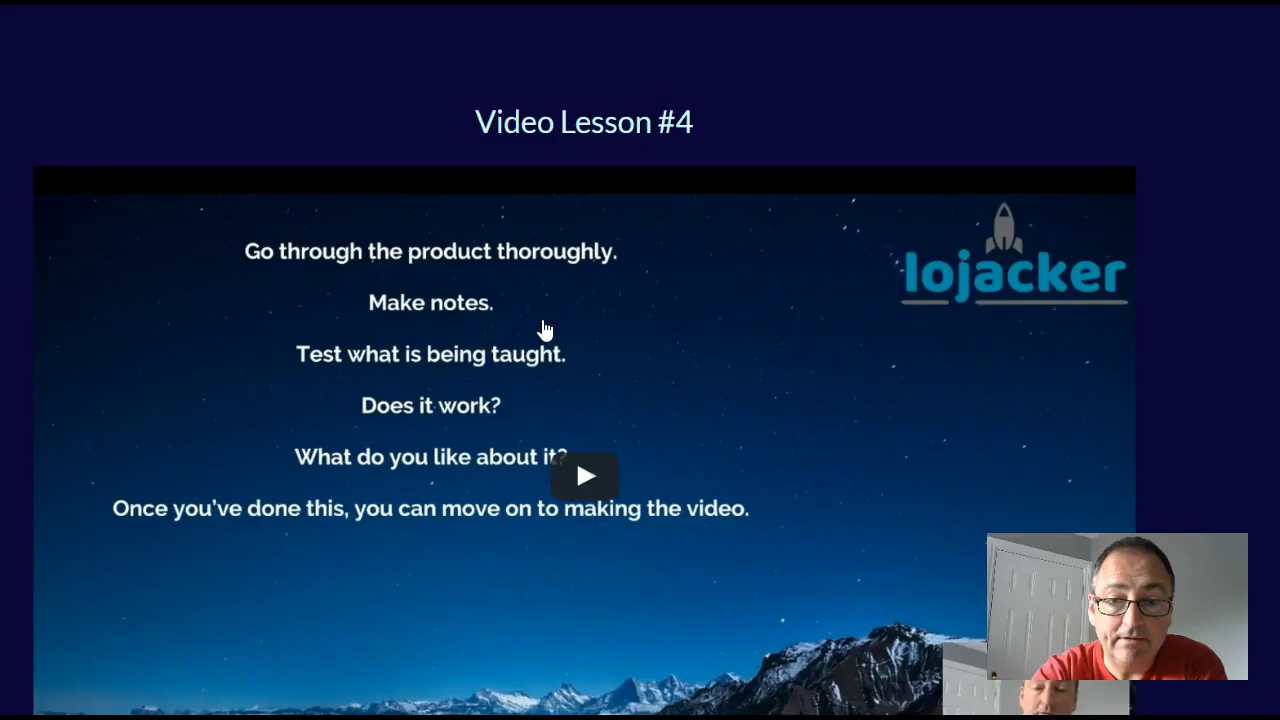 Video Lesson #4
lojacker
Go through the product thoroughly.
Make notes.
Test what is being taught.
Does it work?
What do you like about it?
Once you've done this, you can move on to making the video.